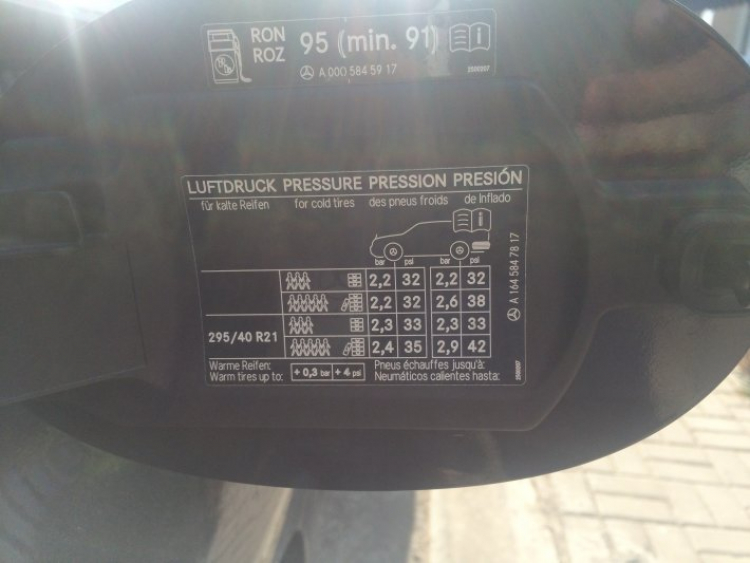 RON
ROZ
95 (min. 91)
A 000 584 59 17
LUFTDRUCK PRESSURE PRESSION PRESIÓN
für kalte Reifen for cold tires des pneus froids de inflado
bar psi bar psi
2,2 32 2,2 32
2,2 32 2,6 38
295/40 R21
2,3 33 2,3 33
2,4 35 2,9 42
Warme Reifen: Pneus échauffes jusqu'à:
Warm tires up to: + 0,3 bar + 4 psi Neumáticos calientes hasta:
A 164 584 78 17